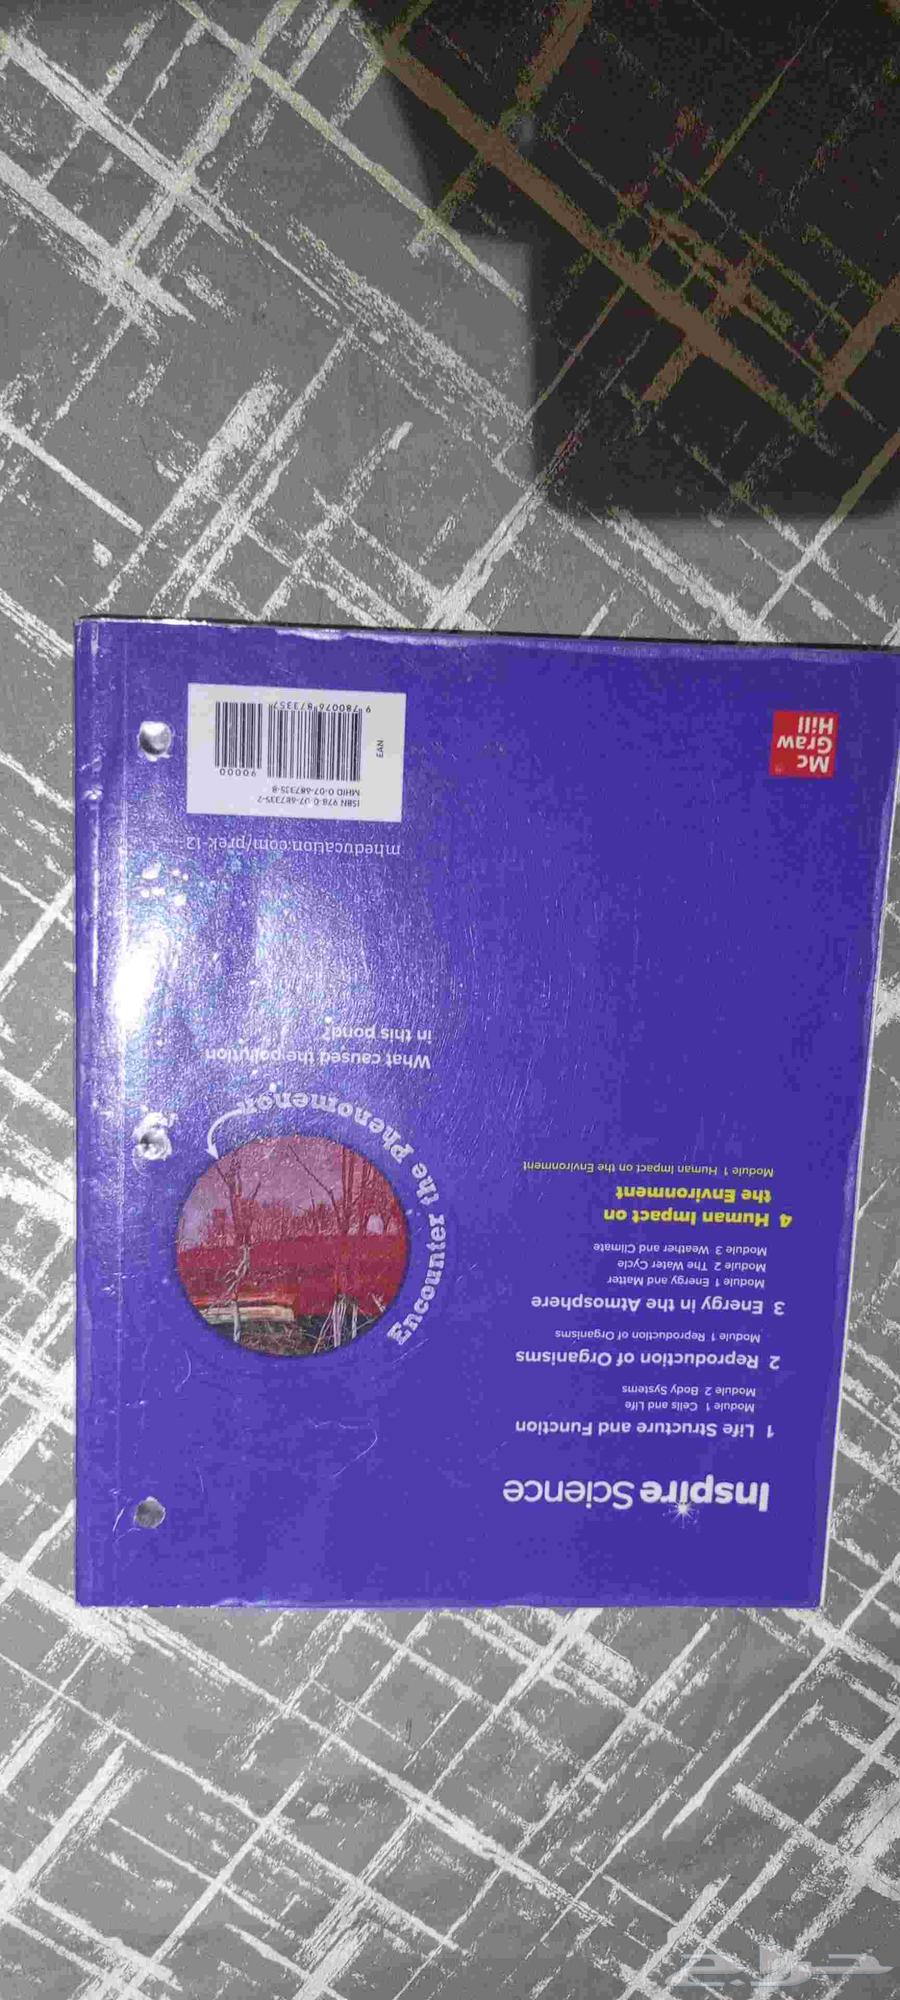 Inspire Science
1 Life Structure and Function
Module 1 Cells and Life
Module 2 Body Systems
2 Reproduction of Organisms
Module 1 Reproduction of Organisms
3 Energy in the Atmosphere
Module 1 Energy and Matter
Module 2 The Water Cycle
Module 3 Weather and Climate
4 Human Impact on
the Environment
Module 1 Human Impact on the Environment
Encounter the Phenomenon
What caused the pollution
in this pond?
mheducation.com/prek-12
ISBN 978-0-07-687335-7
MHID 0-07-687335-8
90000
EAN
9 780076 873357
Mc
Graw
Hill
حراج